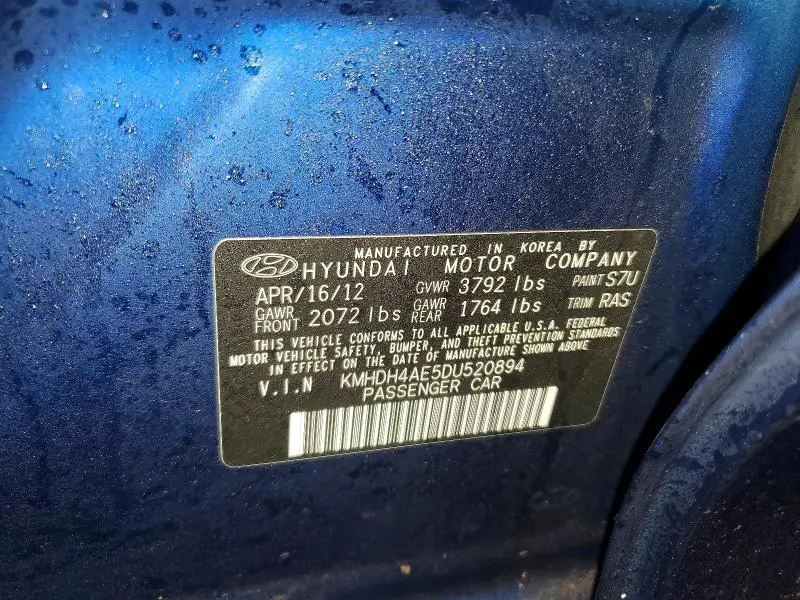 MANUFACTURED IN KOREA BY
HYUNDAI MOTOR COMPANY
APR/16/12 GVWR 3792 lbs PAINT S7U
GAWR FRONT 2072 lbs GAWR REAR 1764 lbs TRIM RAS
THIS VEHICLE CONFORMS TO ALL APPLICABLE U.S.A. FEDERAL
MOTOR VEHICLE SAFETY, BUMPER, AND THEFT PREVENTION STANDARDS
IN EFFECT ON THE DATE OF MANUFACTURE SHOWN ABOVE
V.I.N KMHDH4AE5DU520894
PASSENGER CAR